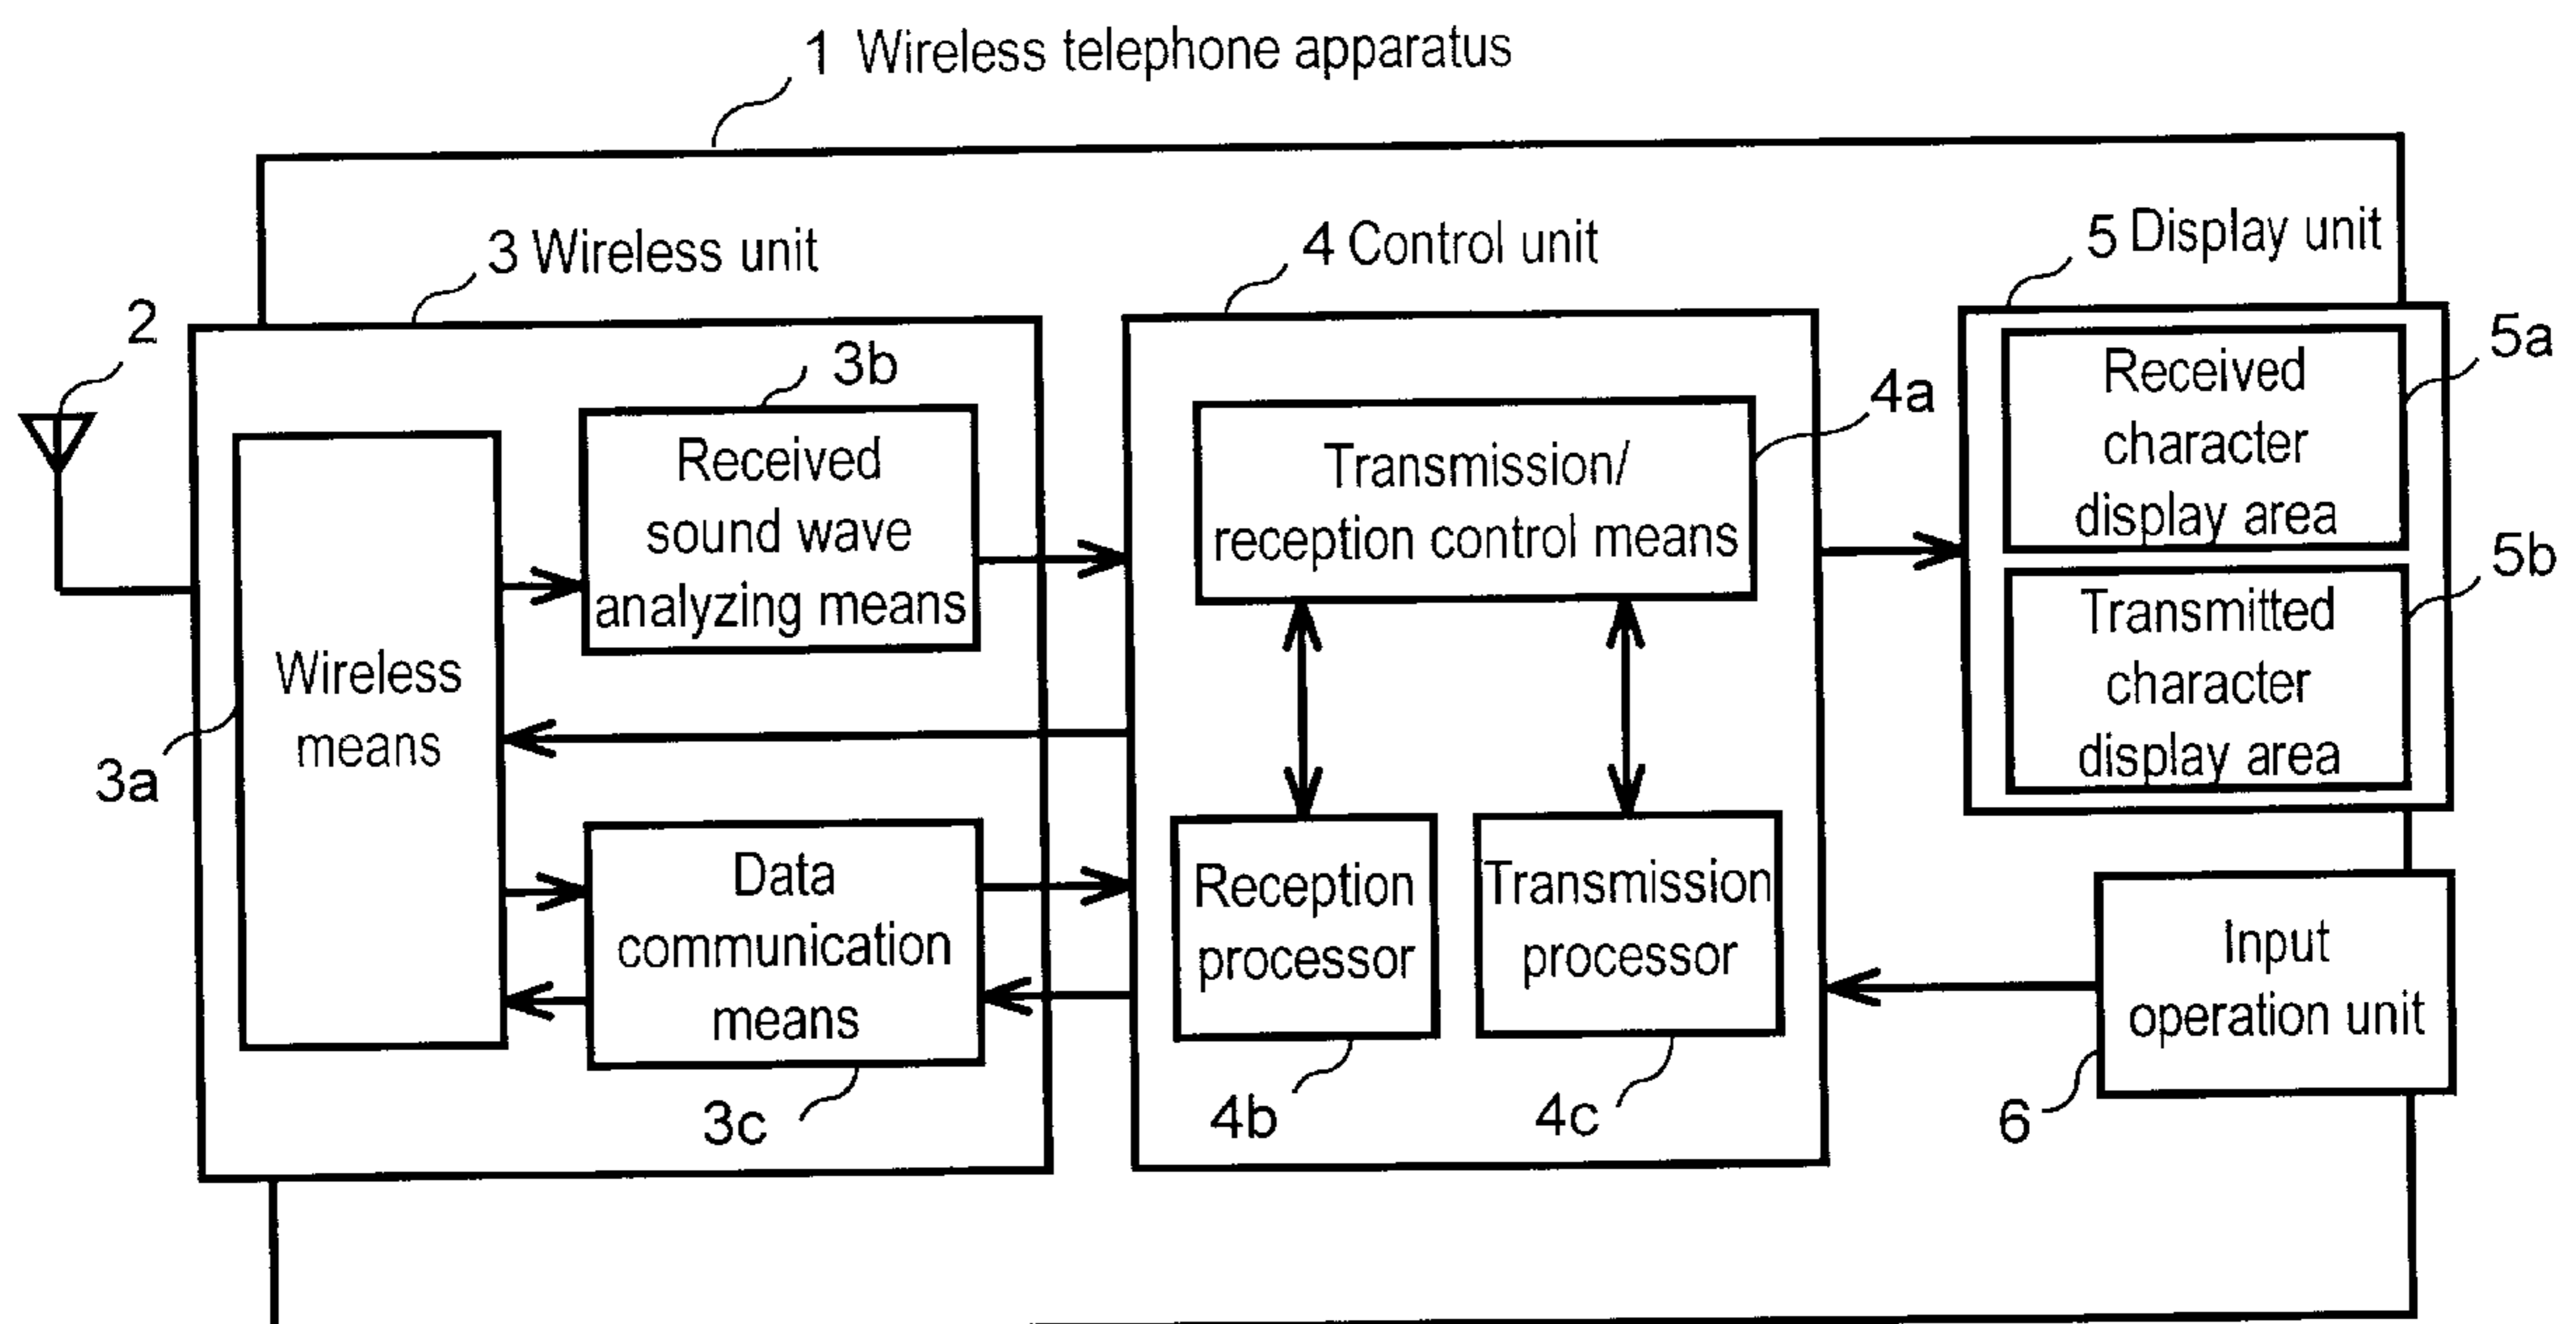 1 Wireless telephone apparatus
3 Wireless unit
4 Control unit
5 Display unit
2
3b
4a
5a
Received
sound wave
analyzing means
Transmission/
reception control means
Received
character
display area
5b
Transmitted
character
display area
Wireless
means
3a
Data
communication
means
3c
Reception
processor
4b
Transmission
processor
4c
Input
operation unit
6